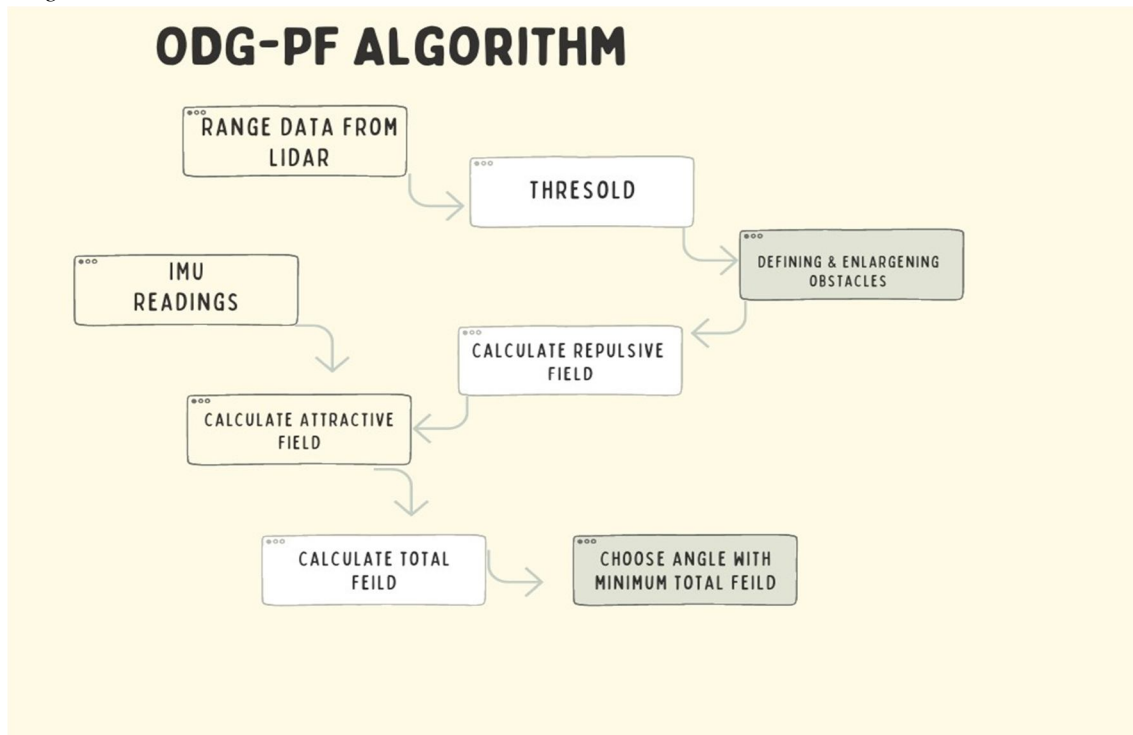 ODG-PF ALGORITHM
RANGE DATA FROM
LIDAR
THRESOLD
DEFINING & ENLARGENING
OBSTACLES
IMU
READINGS
CALCULATE REPULSIVE
FIELD
CALCULATE ATTRACTIVE
FIELD
CALCULATE TOTAL
FEILD
CHOOSE ANGLE WITH
MINIMUM TOTAL FEILD